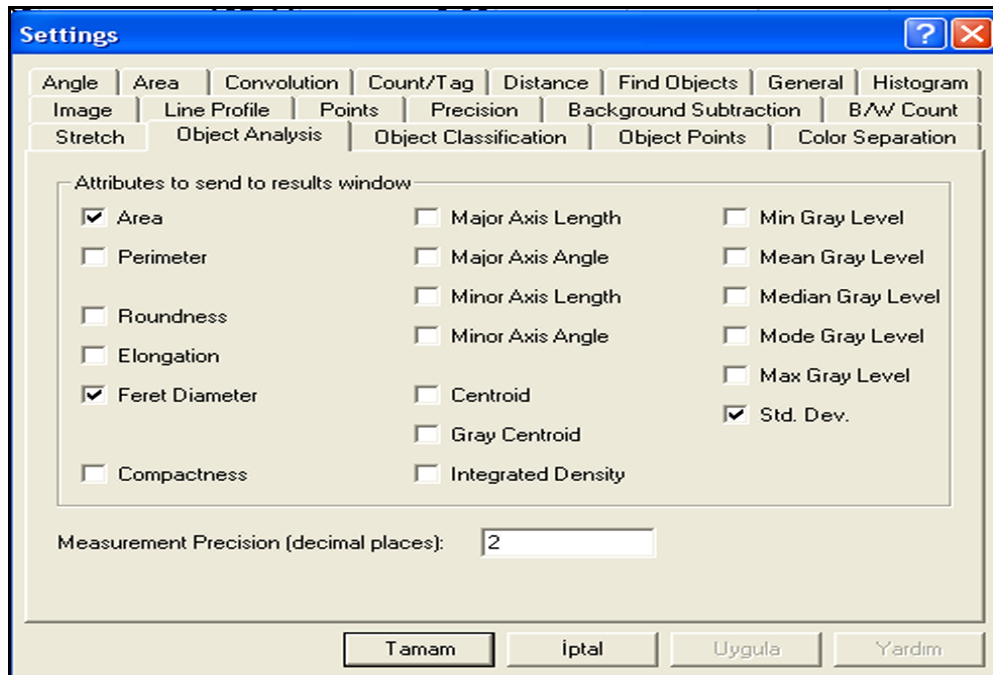 Settings
Angle Area Convolution Count/Tag Distance Find Objects General Histogram
Image Line Profile Points Precision Background Subtraction B/W Count
Stretch Object Analysis Object Classification Object Points Color Separation
Attributes to send to results window
Area Major Axis Length Min Gray Level
Perimeter Major Axis Angle Mean Gray Level
Minor Axis Length Median Gray Level
Roundness
Minor Axis Angle Mode Gray Level
Elongation
Max Gray Level
Feret Diameter Centroid
Std. Dev.
Gray Centroid
Compactness Integrated Density
Measurement Precision (decimal places): 2
Tamam İptal Uygula Yardım